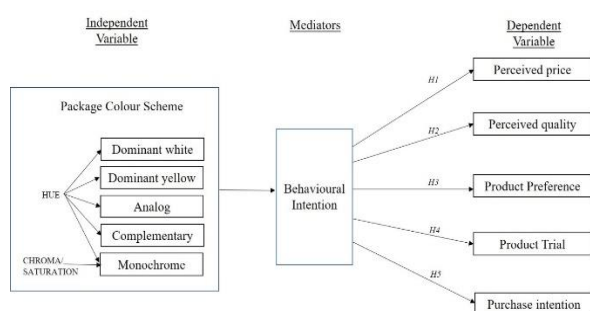 Independent
Variable
Mediators
Dependent
Variable
Package Colour Scheme
HUE
CHROMA/
SATURATION
Dominant white
Dominant yellow
Analog
Complementary
Monochrome
Behavioural
Intention
H1
H2
H3
H4
H5
Perceived price
Perceived quality
Product Preference
Product Trial
Purchase intention